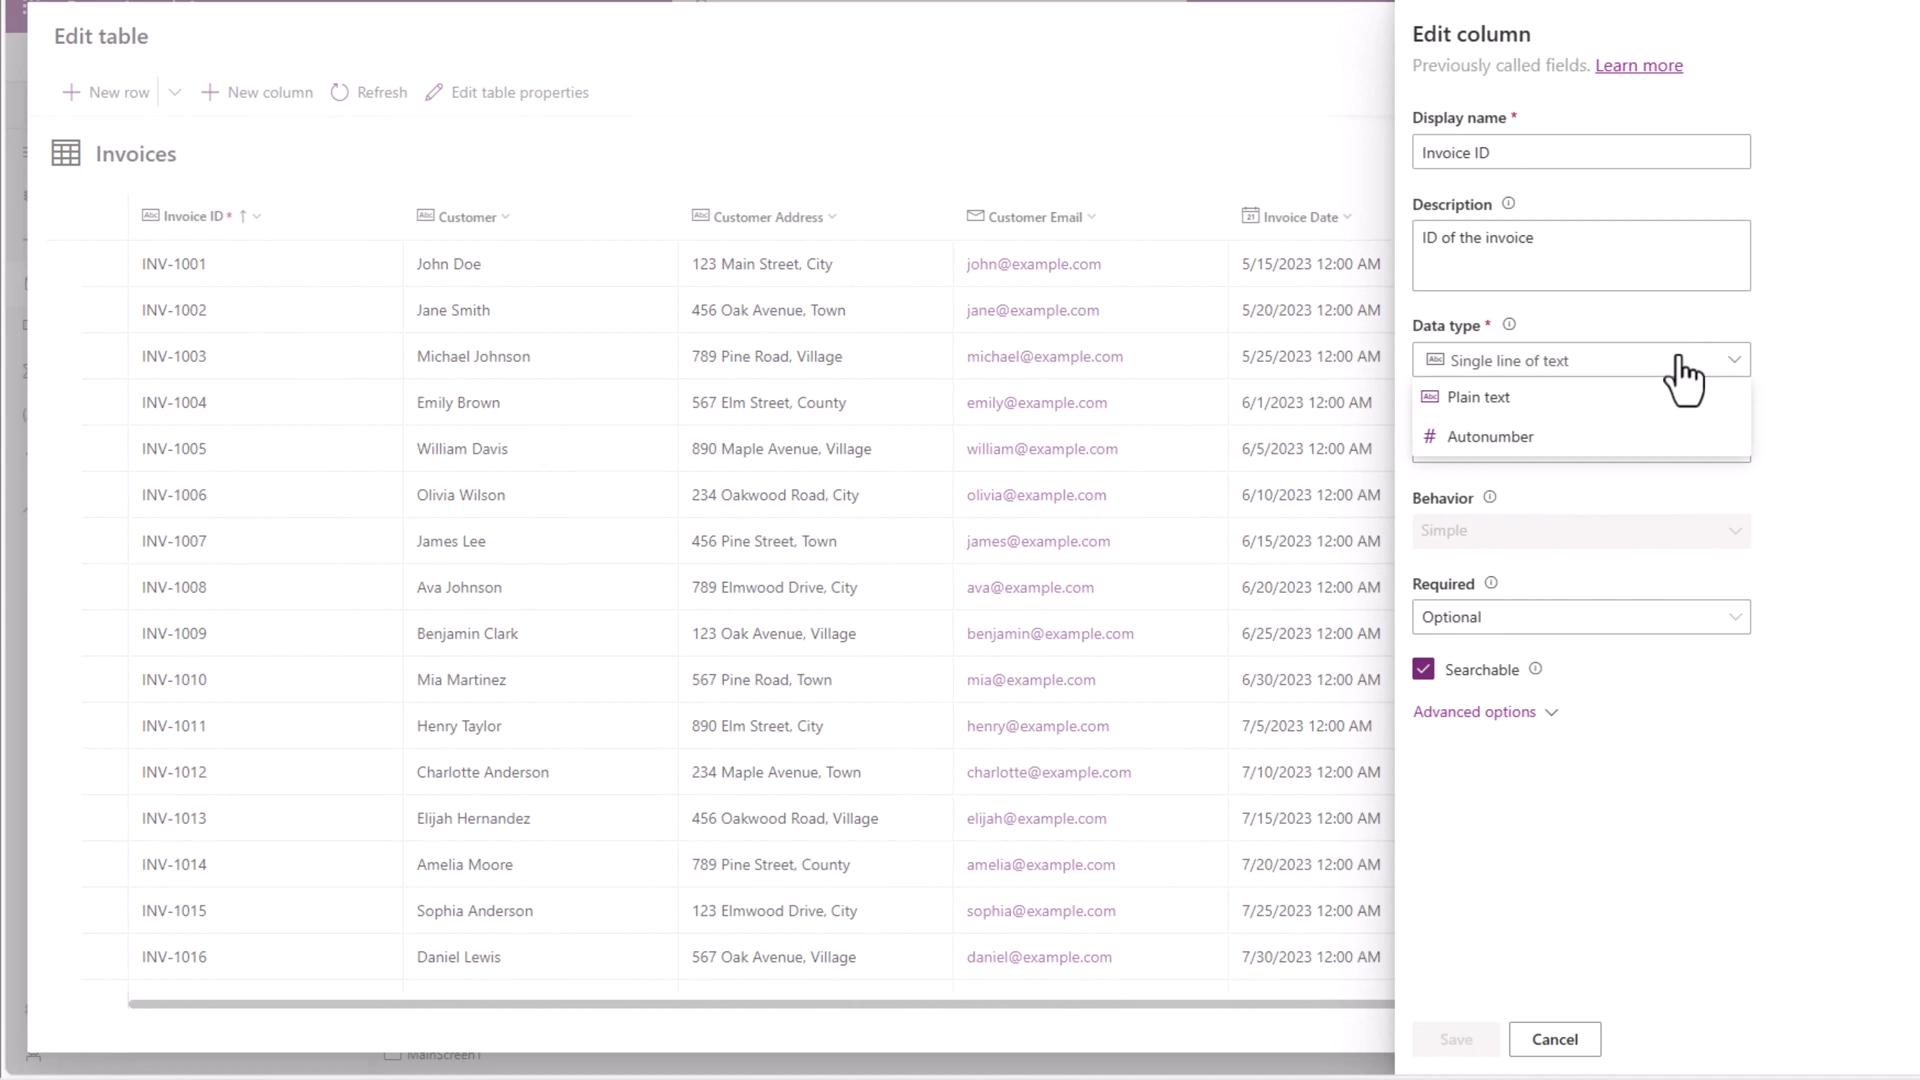 Edit table
New row
New column
Refresh
Edit table properties
Invoices
Invoice ID * Customer Customer Address Customer Email Invoice Date
INV-1001 John Doe 123 Main Street, City john@example.com 5/15/2023 12:00 AM
INV-1002 Jane Smith 456 Oak Avenue, Town jane@example.com 5/20/2023 12:00 AM
INV-1003 Michael Johnson 789 Pine Road, Village michael@example.com 5/25/2023 12:00 AM
INV-1004 Emily Brown 567 Elm Street, County emily@example.com 6/1/2023 12:00 AM
INV-1005 William Davis 890 Maple Avenue, Village william@example.com 6/5/2023 12:00 AM
INV-1006 Olivia Wilson 234 Oakwood Road, City olivia@example.com 6/10/2023 12:00 AM
INV-1007 James Lee 456 Pine Street, Town james@example.com 6/15/2023 12:00 AM
INV-1008 Ava Johnson 789 Elmwood Drive, City ava@example.com 6/20/2023 12:00 AM
INV-1009 Benjamin Clark 123 Oak Avenue, Village benjamin@example.com 6/25/2023 12:00 AM
INV-1010 Mia Martinez 567 Pine Road, Town mia@example.com 6/30/2023 12:00 AM
INV-1011 Henry Taylor 890 Elm Street, City henry@example.com 7/5/2023 12:00 AM
INV-1012 Charlotte Anderson 234 Maple Avenue, Town charlotte@example.com 7/10/2023 12:00 AM
INV-1013 Elijah Hernandez 456 Oakwood Road, Village elijah@example.com 7/15/2023 12:00 AM
INV-1014 Amelia Moore 789 Pine Street, County amelia@example.com 7/20/2023 12:00 AM
INV-1015 Sophia Anderson 123 Elmwood Drive, City sophia@example.com 7/25/2023 12:00 AM
INV-1016 Daniel Lewis 567 Oak Avenue, Village daniel@example.com 7/30/2023 12:00 AM
MainScreen1
Edit column
Previously called fields. Learn more
Display name *
Invoice ID
Description
ID of the invoice
Data type *
Abc Single line of text
Abc Plain text
# Autonumber
Behavior
Simple
Required
Optional
Searchable
Advanced options
Save
Cancel